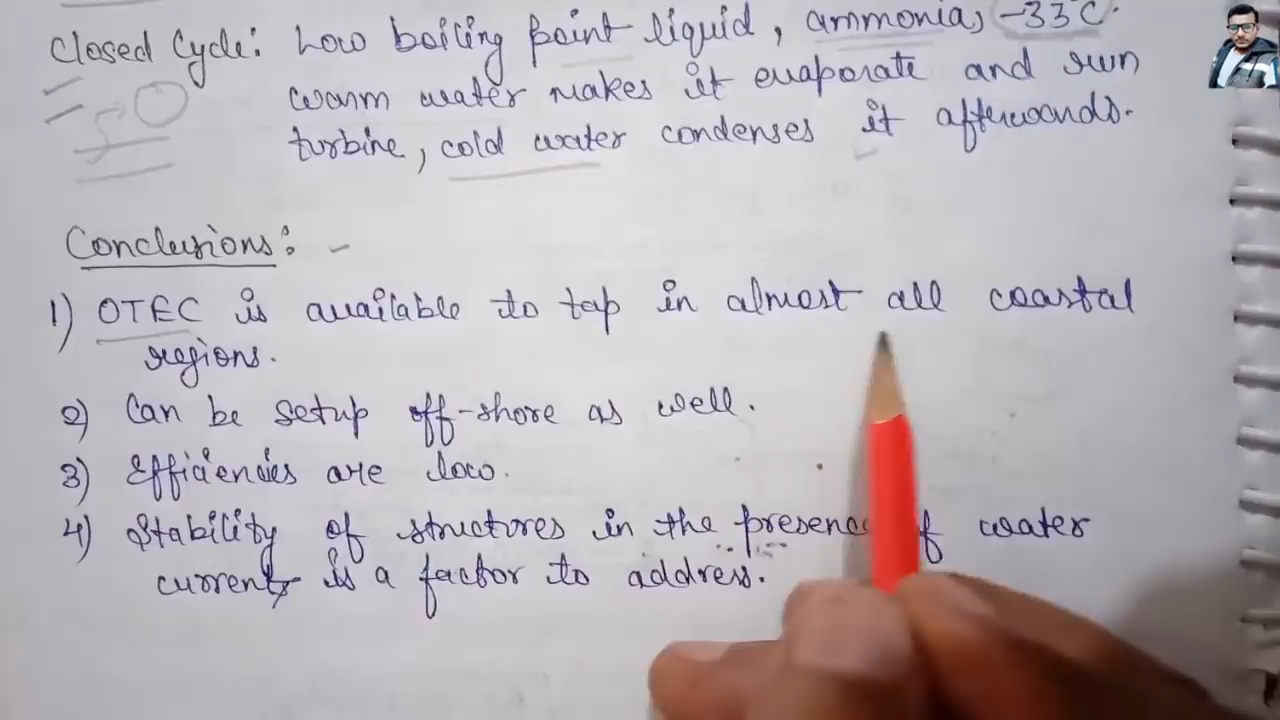 Closed Cycle: Low boiling point liquid, ammonia, -33°C.
warm water makes it evaporate and run
turbine, cold water condenses it afterwards.
Conclusions:
1) OTEC is available to tap in almost all coastal
regions.
2) Can be setup off-shore as well.
3) Efficiencies are low.
4) Stability of structures in the presence of water
currents is a factor to address.